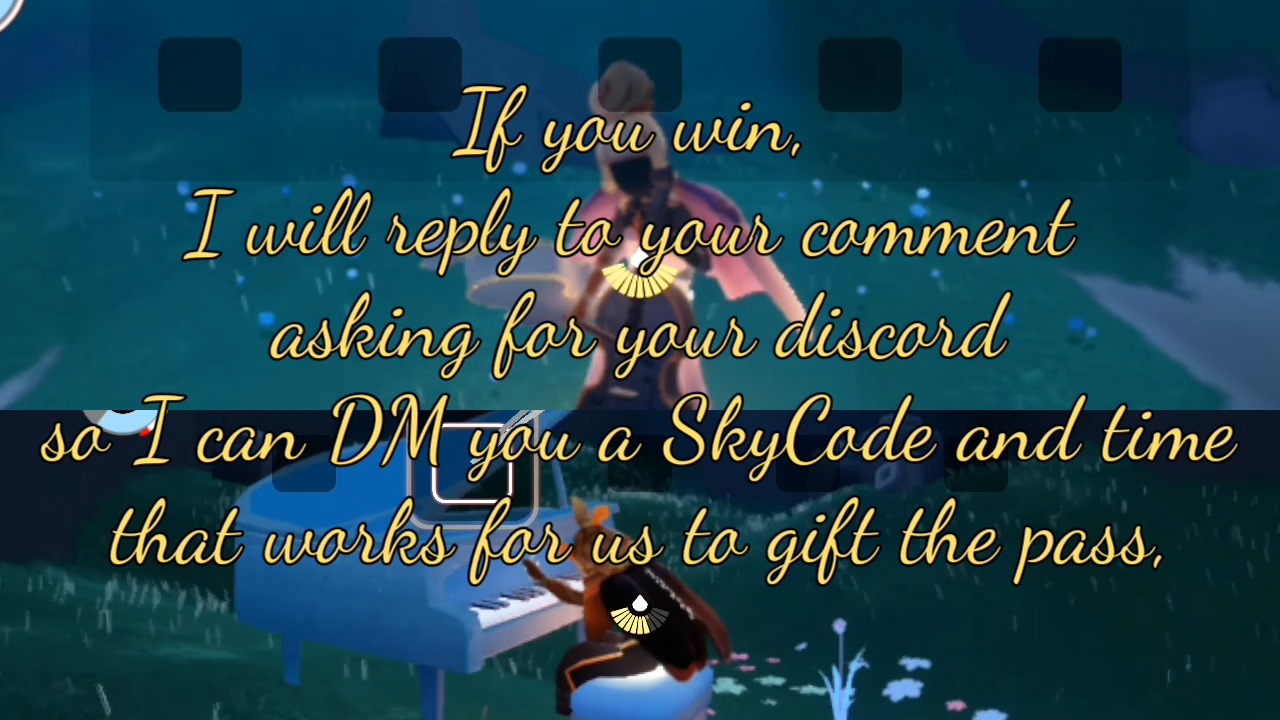 If you win,
I will reply to your comment
asking for your discord
so I can DM you a SkyCode and time
that works for us to gift the pass,